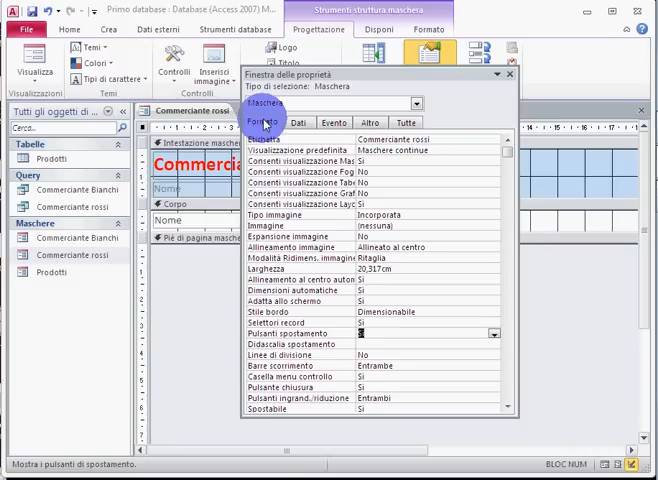 Primo database : Database (Access 2007) M...
Strumenti struttura maschera
File
Home
Crea
Dati esterni
Strumenti database
Progettazione
Disponi
Formato
Visualizza
Visualizzazioni
Temi
Colori
Tipi di carattere
Temi
Controlli
Inserisci
immagine
Logo
Titolo
Finestra delle proprietà
Tipo di selezione: Maschera
Maschera
Formato
Dati
Evento
Altro
Tutte
Etichetta Commerciante rossi
Visualizzazione predefinita Maschere continue
Consenti visualizzazione Mas Sì
Consenti visualizzazione Fog No
Consenti visualizzazione Tabe No
Consenti visualizzazione Graf No
Consenti visualizzazione Layc Sì
Tipo immagine Incorporata
Immagine (nessuna)
Espansione immagine No
Allineamento immagine Allineato al centro
Modalità Ridimens. immagine Ritaglia
Larghezza 20,317cm
Allineamento al centro autom Sì
Dimensioni automatiche Sì
Adatta allo schermo Sì
Stile bordo Dimensionabile
Selettori record Sì
Pulsanti spostamento Sì
Didascalia spostamento
Linee di divisione No
Barre scorrimento Entrambe
Casella menu controllo Sì
Pulsante chiusura Sì
Pulsanti ingrand./riduzione Entrambi
Spostabile Sì
Tutti gli oggetti di ...
Cerca...
Tabelle
Prodotti
Query
Commerciante Bianchi
Commerciante rossi
Maschere
Commerciante Bianchi
Commerciante rossi
Prodotti
Commerciante rossi
Intestazione masche
Commercia
Nome
Corpo
Nome
Piè di pagina masche
Mostra i pulsanti di spostamento.
BLOC NUM